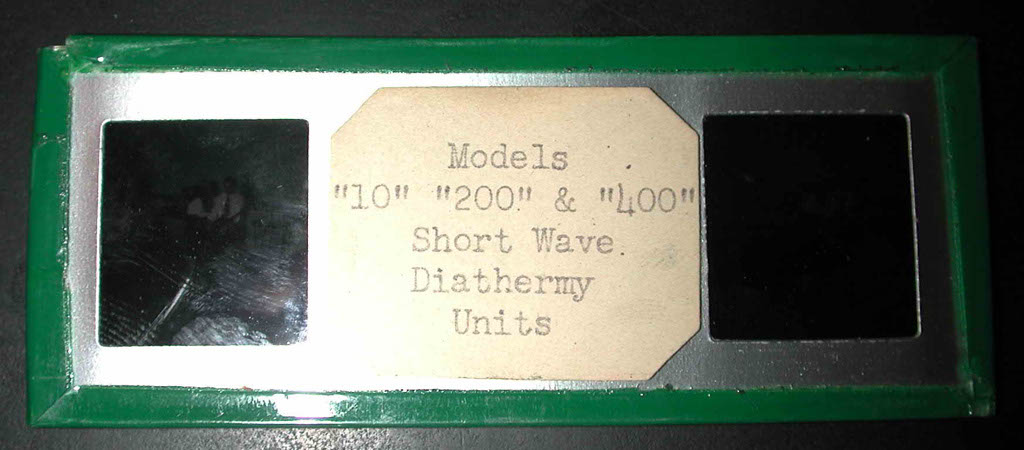 Models
"10" "200" & "400"
Short Wave
Diathermy
Units